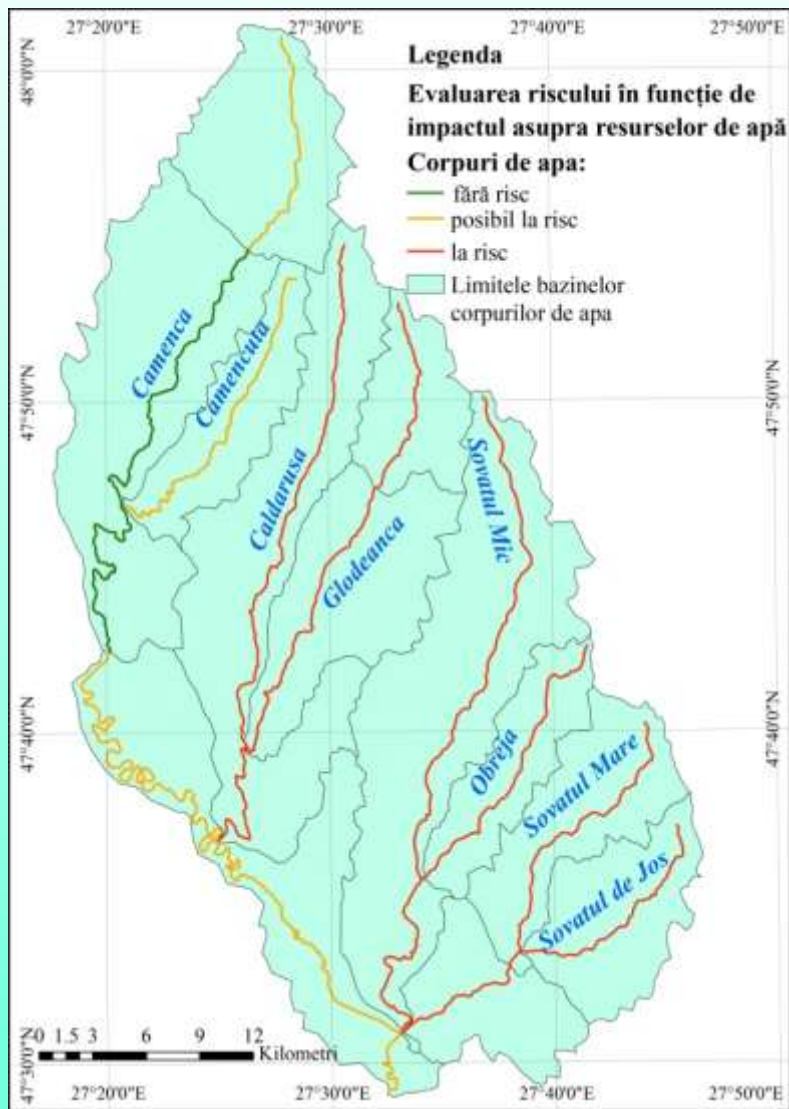 27°20'0"E 27°30'0"E 27°40'0"E 27°50'0"E
48°0'0"N
Legenda
Evaluarea riscului în funcție de
impactul asupra resurselor de apă
Corpuri de apa:
fără risc
posibil la risc
la risc
Limitele bazinelor
corpurilor de apa
Camenca
Camencuta
Caldarusa
Glodeanca
Sovatul Mic
Obreja
Sovatul Mare
Sovatul de Jos
47°50'0"N
47°50'0"N
47°40'0"N
47°40'0"N
47°30'0"N
0 1.5 3 6 9 12
Kilometri
27°20'0"E 27°30'0"E 27°40'0"E 27°50'0"E